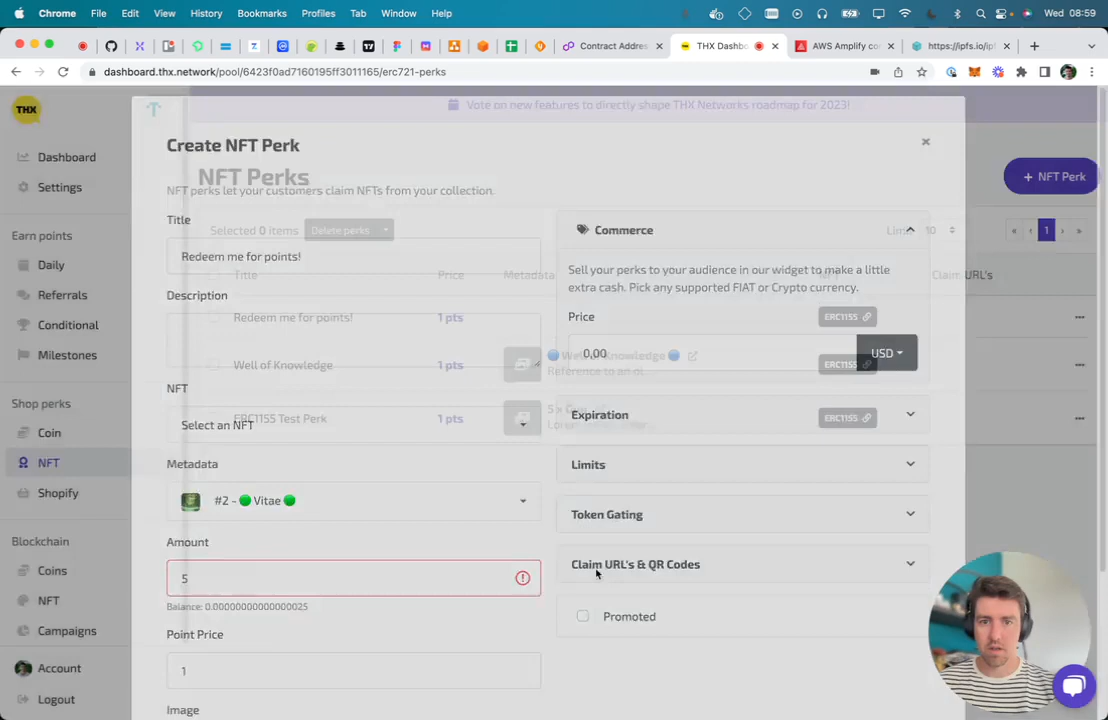 Chrome File Edit View History Bookmarks Profiles Tab Window Help Wed 08:59
Contract Addres THX Dashbo AWS Amplify co https://ipfs.io/ipf
dashboard.thx.network/pool/6423f0ad7160195ff3011165/erc721-perks
THX
Vote on new features to directly shape THX Networks roadmap for 2023!
Dashboard
Settings
Earn points
Daily
Referrals
Conditional
Milestones
Shop perks
Coin
NFT
Shopify
Blockchain
Coins
NFT
Campaigns
Account
Logout
NFT Perks
+ NFT Perk
Selected 0 items Delete perks
Limit 10
« ‹ 1 › »
Title Price Metadata Claim URL's
Redeem me for points! 1 pts ERC1155
Well of Knowledge 1 pts 🔵 Well of Knowledge 🔵 ERC1155
Reference to an ol...
ERC1155 Test Perk 1 pts ERC1155
Create NFT Perk
×
NFT perks let your customers claim NFTs from your collection.
Title
Redeem me for points!
Description
NFT
Select an NFT
Metadata
#2 - 🟢 Vitae 🟢
Amount
5
Balance: 0.00000000000000025
Point Price
1
Image
Commerce
Sell your perks to your audience in our widget to make a little
extra cash. Pick any supported FIAT or Crypto currency.
Price
0,00 USD
Expiration
Limits
Token Gating
Claim URL's & QR Codes
Promoted